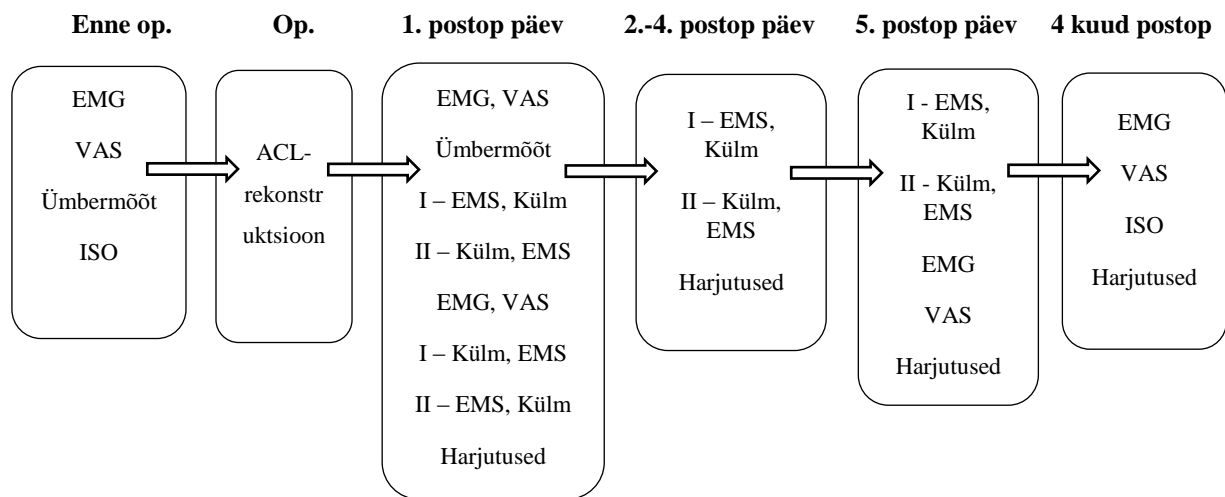 Enne op.
Op.
1. postop päev
2.-4. postop päev
5. postop päev
4 kuud postop
EMG
VAS
Ümbermõõt
ISO
ACL-
rekonstr
uktsioon
EMG, VAS
Ümbermõõt
I – EMS, Külm
II – Külm, EMS
EMG, VAS
I – Külm, EMS
II – EMS, Külm
Harjutused
I – EMS,
Külm
II – Külm,
EMS
Harjutused
I - EMS,
Külm
II - Külm,
EMS
EMG
VAS
Harjutused
EMG
VAS
ISO
Harjutused